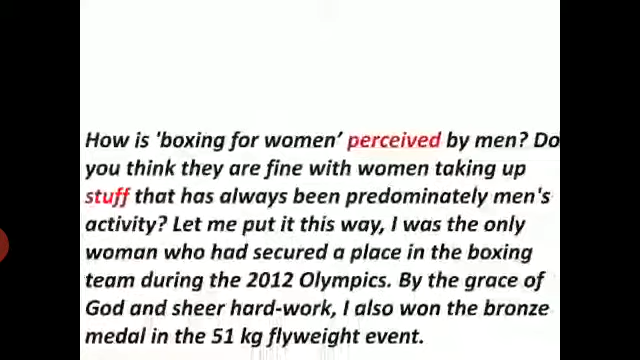 How is 'boxing for women’ perceived by men? Do
you think they are fine with women taking up
stuff that has always been predominately men's
activity? Let me put it this way, I was the only
woman who had secured a place in the boxing
team during the 2012 Olympics. By the grace of
God and sheer hard-work, I also won the bronze
medal in the 51 kg flyweight event.